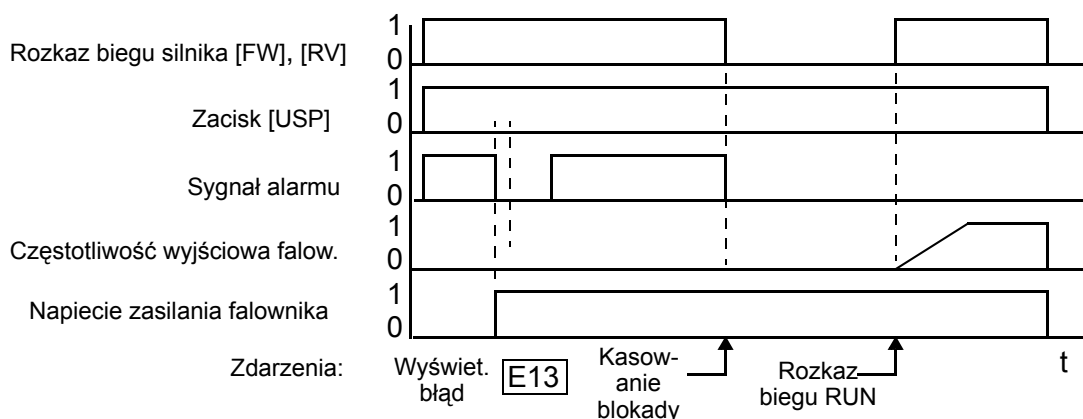 1
Rozkaz biegu silnika [FW], [RV]
0
1
Zacisk [USP]
0
1
Sygnał alarmu
0
1
Częstotliwość wyjściowa falow.
0
1
Napiecie zasilania falownika
0
Zdarzenia:
Wyświet.
błąd
E13
Kasow-
anie
blokady
Rozkaz
biegu RUN
t